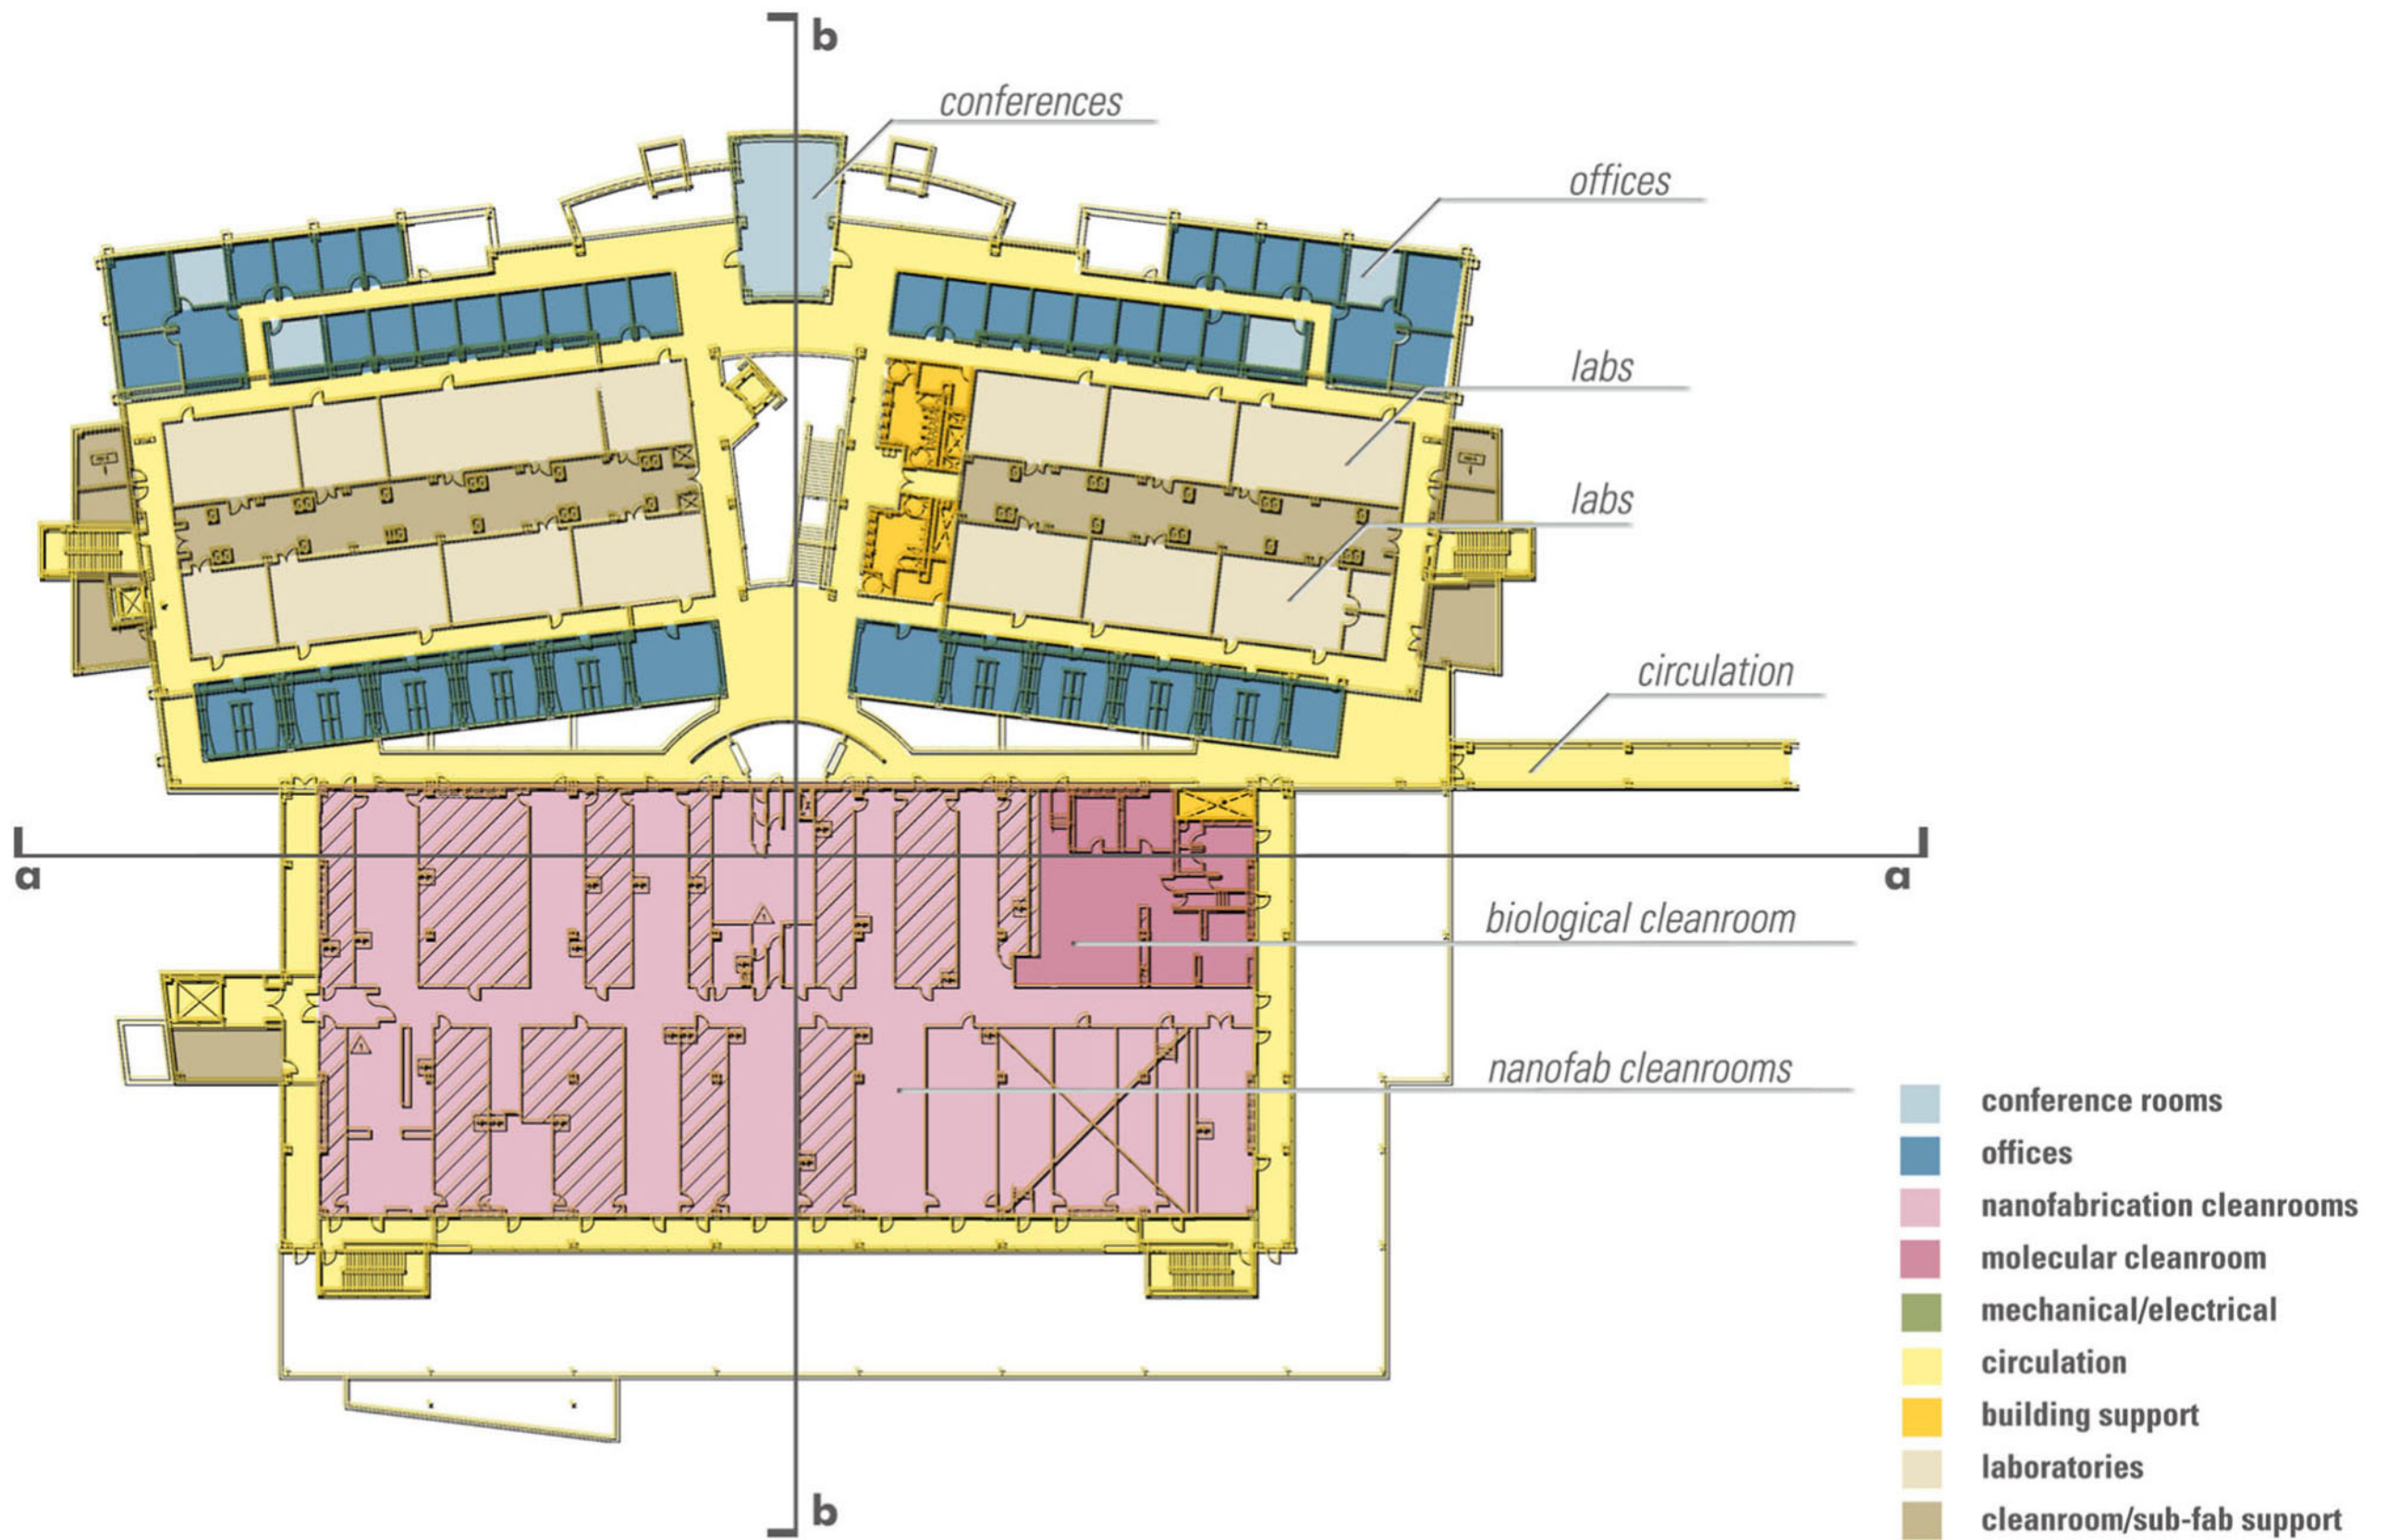 b
conferences
offices
labs
labs
circulation
a
a
biological cleanroom
nanofab cleanrooms
conference rooms
offices
nanofabrication cleanrooms
molecular cleanroom
mechanical/electrical
circulation
building support
laboratories
cleanroom/sub-fab support
b